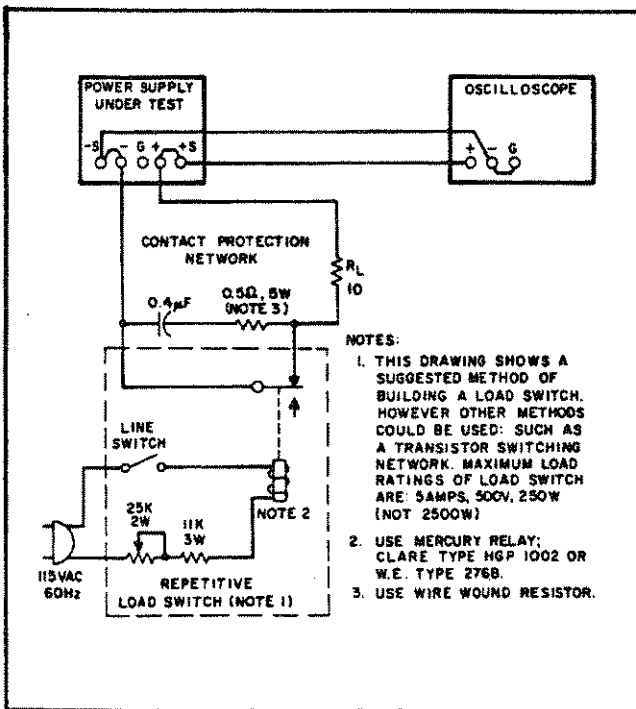 POWER SUPPLY
UNDER TEST
-S - G + +S
OSCILLOSCOPE
+ - G
CONTACT PROTECTION
NETWORK
0.4μF
0.5Ω, 5W
(NOTE 3)
RL
10
LINE
SWITCH
NOTE 2
25K
2W
11K
3W
115VAC
60Hz
REPETITIVE
LOAD SWITCH (NOTE 1)
NOTES:
1. THIS DRAWING SHOWS A
SUGGESTED METHOD OF
BUILDING A LOAD SWITCH.
HOWEVER OTHER METHODS
COULD BE USED: SUCH AS
A TRANSISTOR SWITCHING
NETWORK. MAXIMUM LOAD
RATINGS OF LOAD SWITCH
ARE: 5AMPS, 500V, 250W
(NOT 2500W)
2. USE MERCURY RELAY;
CLARE TYPE HGP 1002 OR
W.E. TYPE 276B.
3. USE WIRE WOUND RESISTOR.